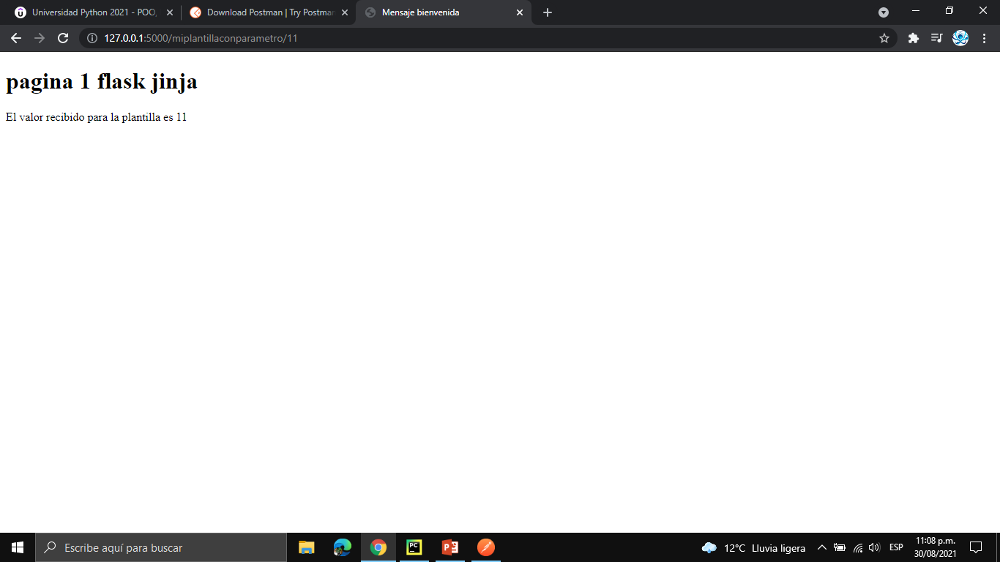 Universidad Python 2021 - POO,
Download Postman | Try Postman
Mensaje bienvenida
127.0.0.1:5000/miplantillaconparametro/11
pagina 1 flask jinja
El valor recibido para la plantilla es 11
Escribe aquí para buscar
PC
12°C Lluvia ligera
ESP
11:08 p.m.
30/08/2021